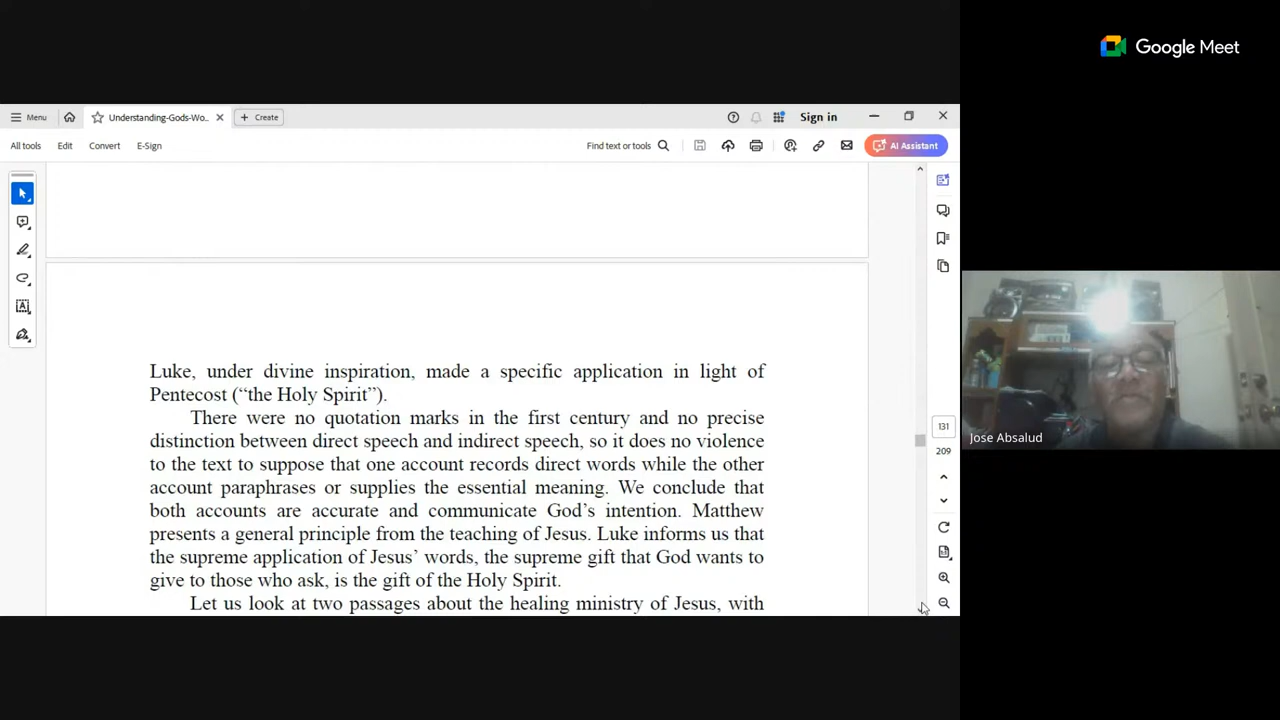 Google Meet
Menu
Understanding-Gods-Wo...
Create
Sign in
All tools
Edit
Convert
E-Sign
Find text or tools
AI Assistant
Luke, under divine inspiration, made a specific application in light of
Pentecost (“the Holy Spirit”).
There were no quotation marks in the first century and no precise
distinction between direct speech and indirect speech, so it does no violence
to the text to suppose that one account records direct words while the other
account paraphrases or supplies the essential meaning. We conclude that
both accounts are accurate and communicate God’s intention. Matthew
presents a general principle from the teaching of Jesus. Luke informs us that
the supreme application of Jesus’ words, the supreme gift that God wants to
give to those who ask, is the gift of the Holy Spirit.
Let us look at two passages about the healing ministry of Jesus, with
131
209
Jose Absalud